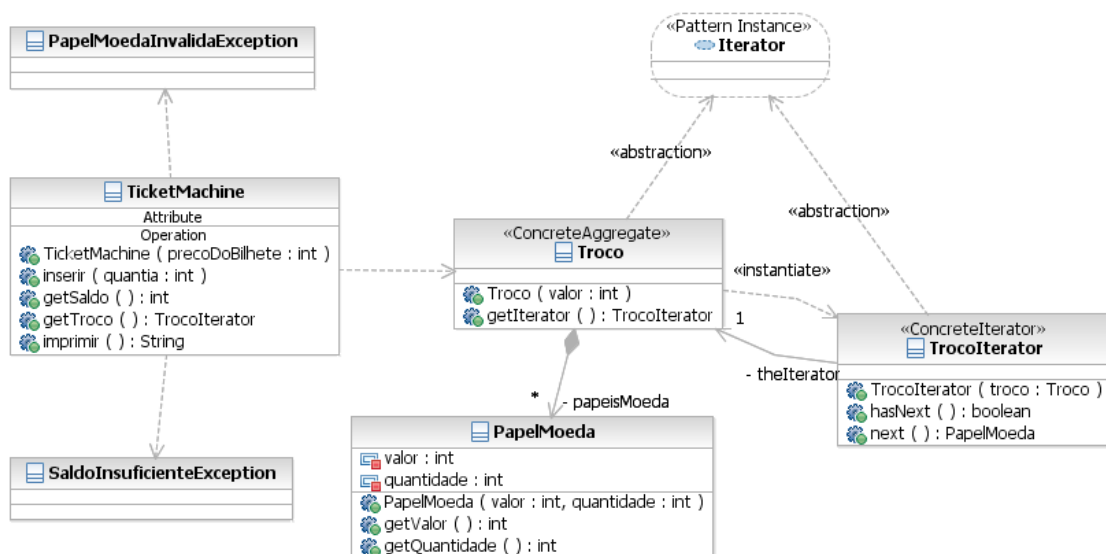 PapelMoedaInvalidaException
«Pattern Instance»
Iterator
«abstraction»
TicketMachine
Attribute
Operation
TicketMachine ( precoDoBilhete : int )
inserir ( quantia : int )
getSaldo ( ) : int
getTroco ( ) : TrocoIterator
imprimir ( ) : String
«abstraction»
«ConcreteAggregate»
Troco
Troco ( valor : int )
getIterator ( ) : TrocoIterator
«instantiate»
1
- theIterator
«ConcreteIterator»
TrocoIterator
TrocoIterator ( troco : Troco )
hasNext ( ) : boolean
next ( ) : PapelMoeda
*
- papeisMoeda
PapelMoeda
valor : int
quantidade : int
PapelMoeda ( valor : int, quantidade : int )
getValor ( ) : int
getQuantidade ( ) : int
SaldoInsuficienteException